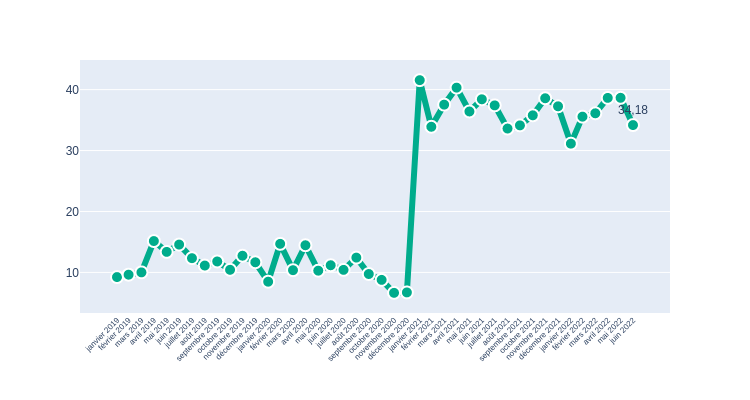 40
30
20
10
34.18
janvier 2019
février 2019
mars 2019
avril 2019
mai 2019
juin 2019
juillet 2019
août 2019
septembre 2019
octobre 2019
novembre 2019
décembre 2019
janvier 2020
février 2020
mars 2020
avril 2020
mai 2020
juin 2020
juillet 2020
août 2020
septembre 2020
octobre 2020
novembre 2020
décembre 2020
janvier 2021
février 2021
mars 2021
avril 2021
mai 2021
juin 2021
juillet 2021
août 2021
septembre 2021
octobre 2021
novembre 2021
décembre 2021
janvier 2022
février 2022
mars 2022
avril 2022
mai 2022
juin 2022